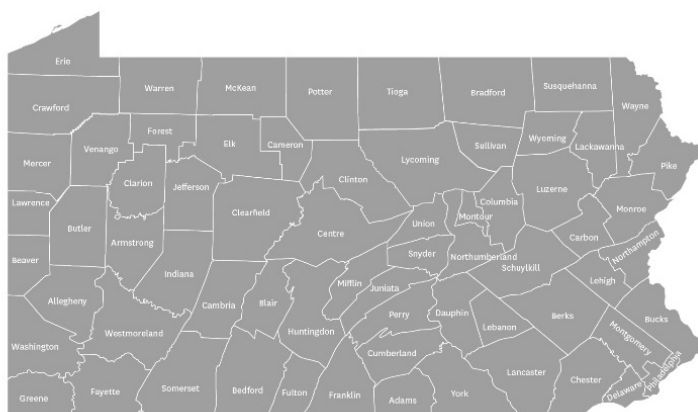 Erie
Warren
McKean
Potter
Tioga
Bradford
Susquehanna
Crawford
Wayne
Forest
Elk
Cameron
Sullivan
Wyoming
Lackawanna
Venango
Mercer
Clarion
Jefferson
Clinton
Lycoming
Pike
Luzerne
Lawrence
Clearfield
Columbia
Monroe
Butler
Armstrong
Centre
Union
Montour
Carbon
Northampton
Beaver
Indiana
Snyder
Northumberland
Schuylkill
Allegheny
Cambria
Blair
Mifflin
Juniata
Lehigh
Westmoreland
Huntingdon
Perry
Dauphin
Lebanon
Berks
Bucks
Washington
Cumberland
Montgomery
Philadelphia
Greene
Fayette
Somerset
Bedford
Fulton
Franklin
Adams
York
Lancaster
Chester
Delaware